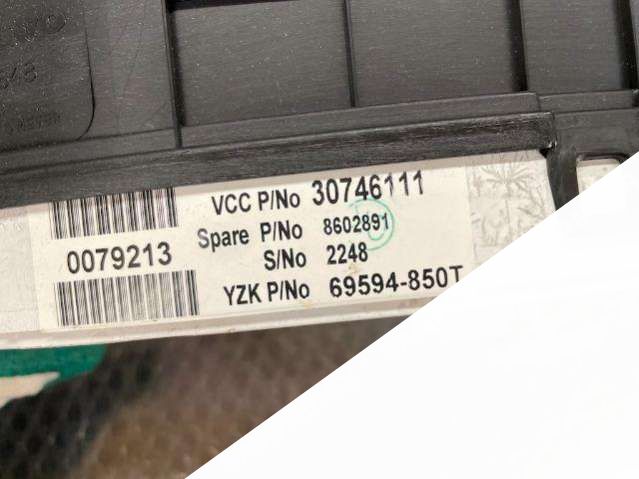 VCC P/No 30746111
Spare P/No 8602891
0079213
S/No 2248
YZK P/No 69594-850T